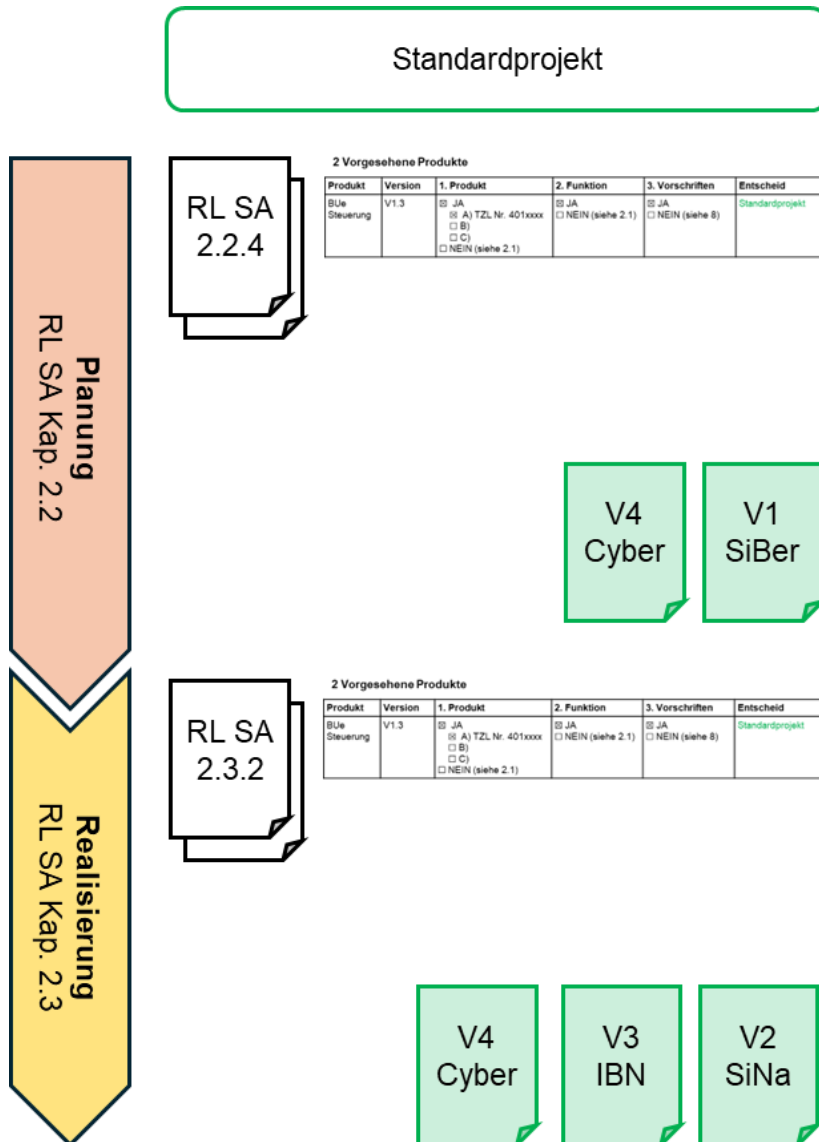 Standardprojekt
Planung
RL SA Kap. 2.2
RL SA
2.2.4
2 Vorgesehene Produkte
Produkt Version 1. Produkt 2. Funktion 3. Vorschriften Entscheid
BUe V1.3 ☒ JA ☒ JA ☒ JA Standardprojekt
Steuerung ☒ A) TZL Nr. 401xxxx ☐ NEIN (siehe 2.1) ☐ NEIN (siehe 8)
☐ B)
☐ C)
☐ NEIN (siehe 2.1)
V4
Cyber
V1
SiBer
Realisierung
RL SA Kap. 2.3
RL SA
2.3.2
2 Vorgesehene Produkte
Produkt Version 1. Produkt 2. Funktion 3. Vorschriften Entscheid
BUe V1.3 ☒ JA ☒ JA ☒ JA Standardprojekt
Steuerung ☒ A) TZL Nr. 401xxxx ☐ NEIN (siehe 2.1) ☐ NEIN (siehe 8)
☐ B)
☐ C)
☐ NEIN (siehe 2.1)
V4
Cyber
V3
IBN
V2
SiNa